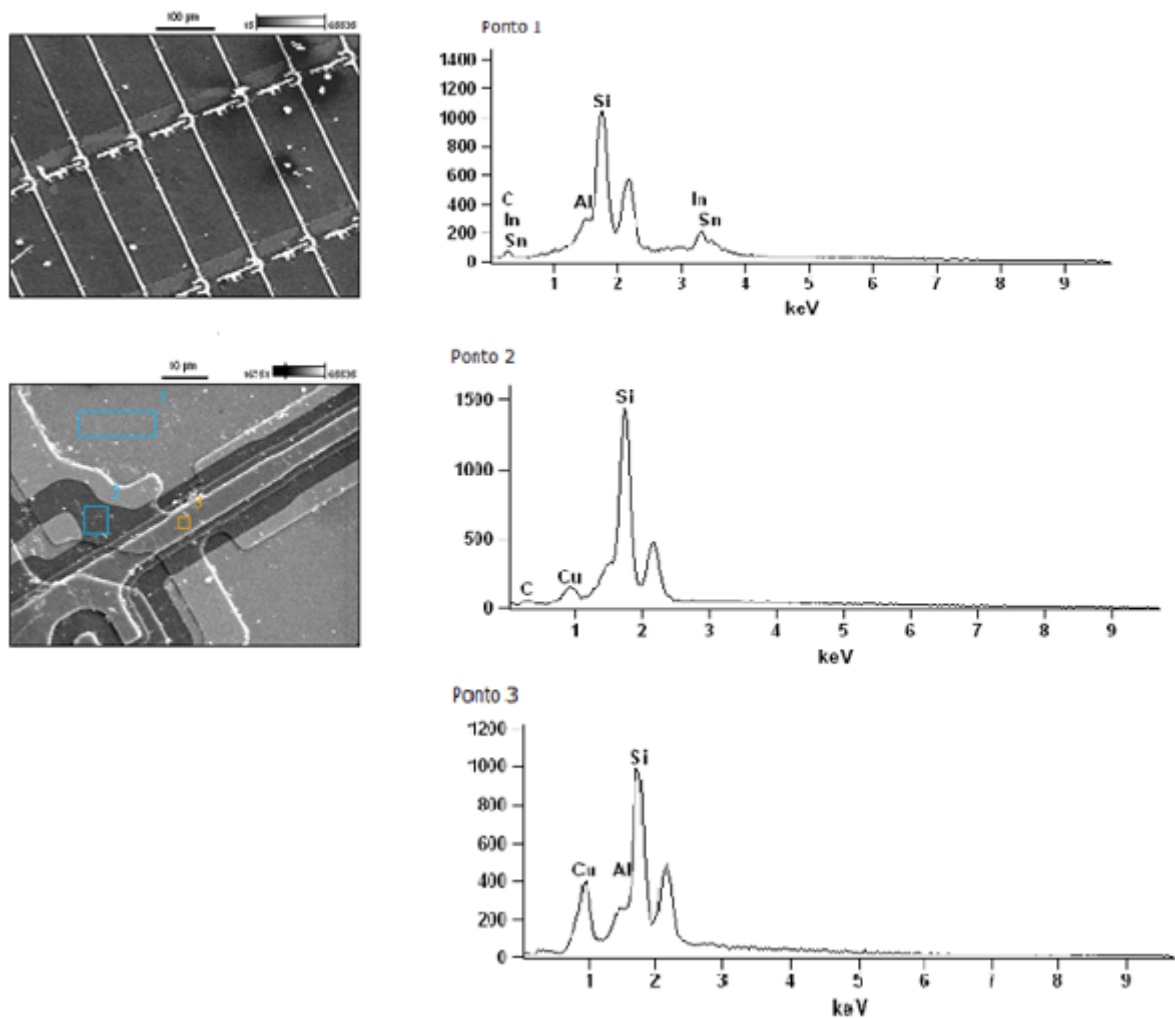 100 µm
Ponto 1
1400
1200
1000
800
600
400
200
0
Si
Al
C
In
Sn
In
Sn
1 2 3 4 5 6 7 8 9
keV
10 µm
1
2
3
Ponto 2
1500
1000
500
0
Si
Cu
C
1 2 3 4 5 6 7 8 9
keV
Ponto 3
1200
1000
800
600
400
200
0
Si
Cu
Al
1 2 3 4 5 6 7 8 9
keV